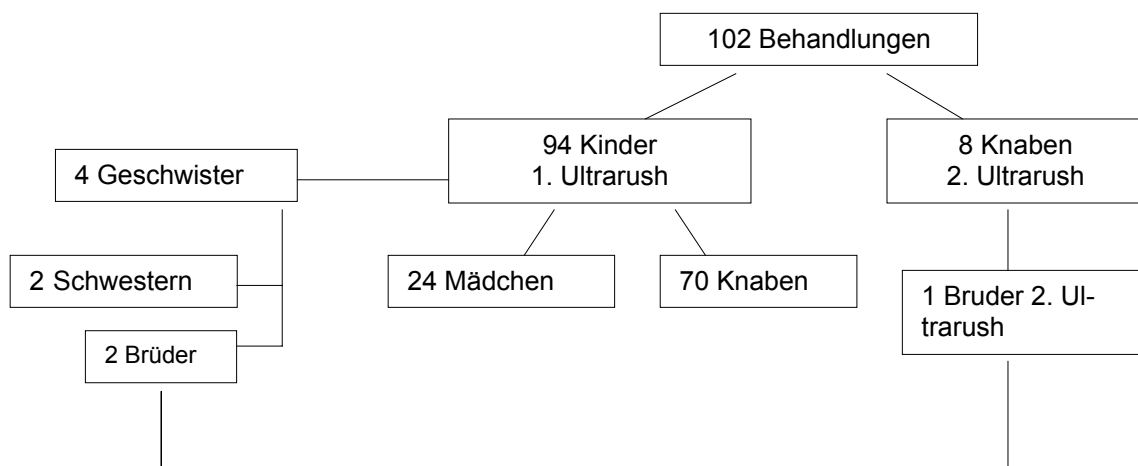 102 Behandlungen
94 Kinder
1. Ultrarush
8 Knaben
2. Ultrarush
4 Geschwister
2 Schwestern
24 Mädchen
70 Knaben
1 Bruder 2. Ul-
trarush
2 Brüder